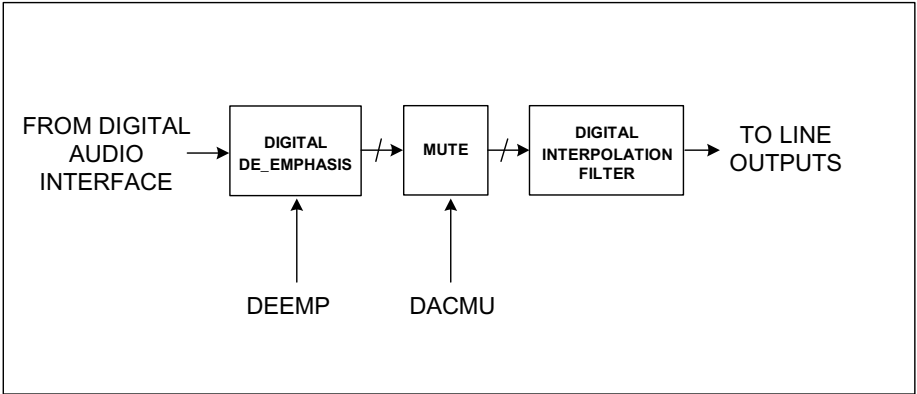 FROM DIGITAL
AUDIO
INTERFACE
DIGITAL
DE_EMPHASIS
MUTE
DIGITAL
INTERPOLATION
FILTER
TO LINE
OUTPUTS
DEEMP
DACMU